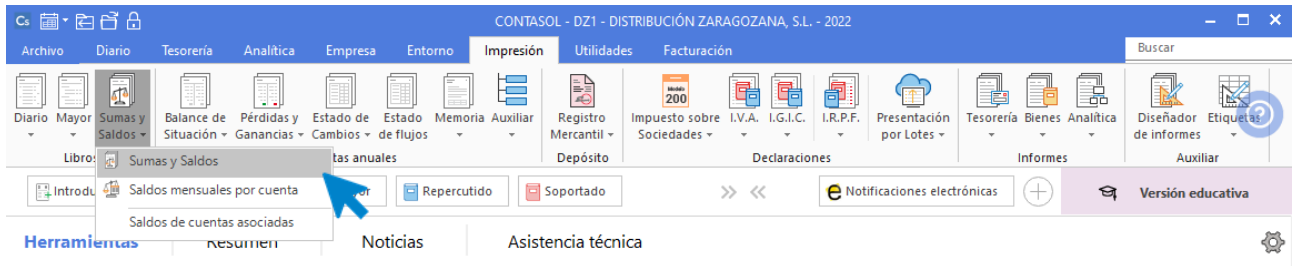 Cs CONTASOL - DZ1 - DISTRIBUCIÓN ZARAGOZANA, S.L. - 2022
Archivo Diario Tesorería Analítica Empresa Entorno Impresión Utilidades Facturación Buscar
Diario Mayor Sumas y Saldos Balance de Situación Pérdidas y Ganancias Estado de Cambios Estado de flujos Memoria Auxiliar Registro Mercantil Modelo 200 Impuesto sobre Sociedades I.V.A. I.G.I.C. I.R.P.F. Presentación por Lotes Tesorería Bienes Analítica Diseñador de informes Etiquetas ?
Libros tas anuales Depósito Declaraciones Informes Auxiliar
Sumas y Saldos
Introdu Repercutido Soportado e Notificaciones electrónicas Versión educativa
Saldos mensuales por cuenta
Saldos de cuentas asociadas
Herramientas Resumen Noticias Asistencia técnica